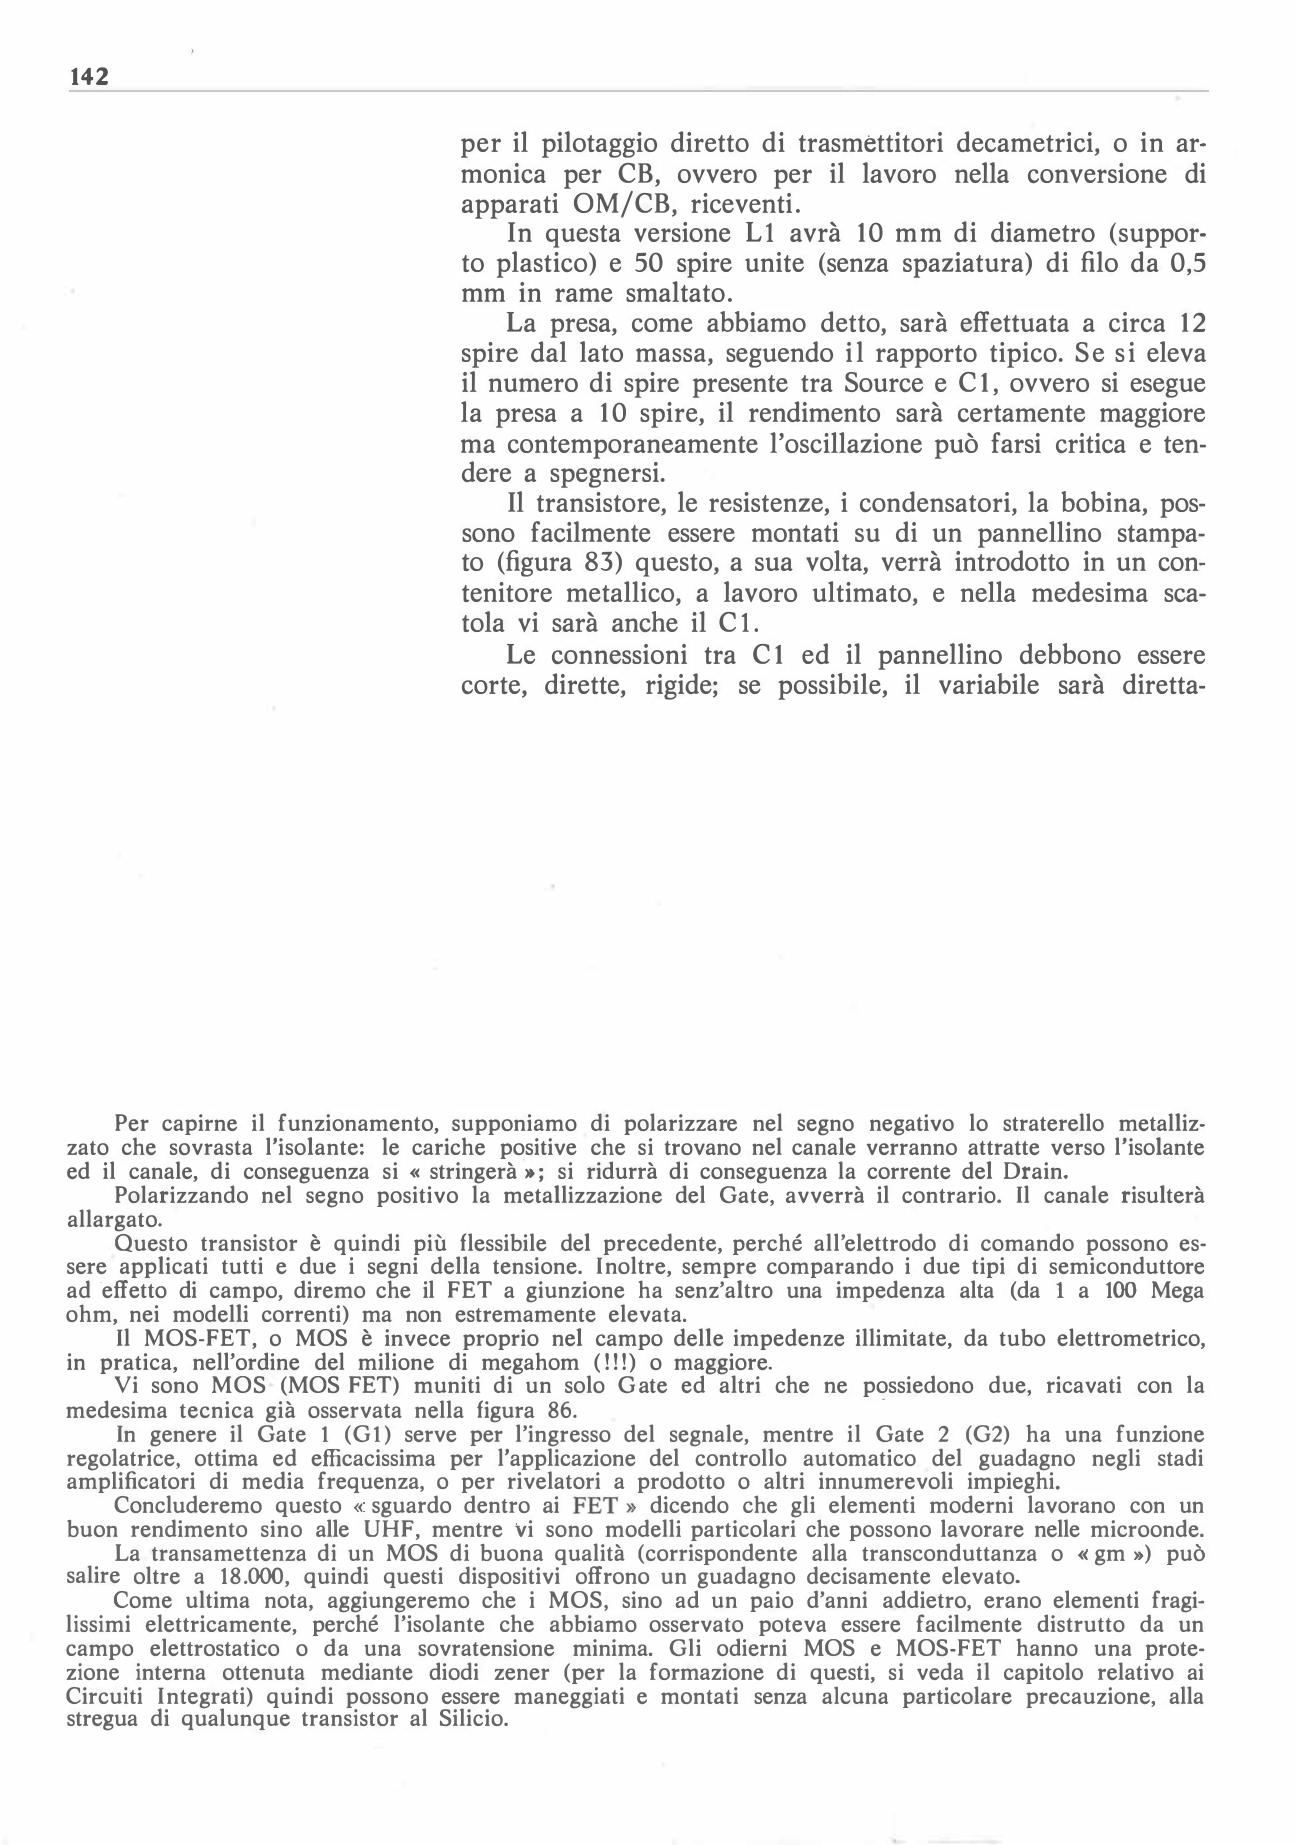 142
per il pilotaggio diretto di trasmettitori decametrici, o in ar-
monica per CB, ovvero per il lavoro nella conversione di
apparati OM/CB, riceventi.
In questa versione L1 avrà 10 mm di diametro (suppor-
to plastico) e 50 spire unite (senza spaziatura) di filo da 0,5
mm in rame smaltato.
La presa, come abbiamo detto, sarà effettuata a circa 12
spire dal lato massa, seguendo il rapporto tipico. Se si eleva
il numero di spire presente tra Source e C1, ovvero si esegue
la presa a 10 spire, il rendimento sarà certamente maggiore
ma contemporaneamente l'oscillazione può farsi critica e ten-
dere a spegnersi.
Il transistore, le resistenze, i condensatori, la bobina, pos-
sono facilmente essere montati su di un pannellino stampa-
to (figura 83) questo, a sua volta, verrà introdotto in un con-
tenitore metallico, a lavoro ultimato, e nella medesima sca-
tola vi sarà anche il C1.
Le connessioni tra C1 ed il pannellino debbono essere
corte, dirette, rigide; se possibile, il variabile sarà diretta-
Per capirne il funzionamento, supponiamo di polarizzare nel segno negativo lo straterello metalliz-
zato che sovrasta l'isolante: le cariche positive che si trovano nel canale verranno attratte verso l'isolante
ed il canale, di conseguenza si « stringerà »; si ridurrà di conseguenza la corrente del Drain.
Polarizzando nel segno positivo la metallizzazione del Gate, avverrà il contrario. Il canale risulterà
allargato.
Questo transistor è quindi più flessibile del precedente, perché all'elettrodo di comando possono es-
sere applicati tutti e due i segni della tensione. Inoltre, sempre comparando i due tipi di semiconduttore
ad effetto di campo, diremo che il FET a giunzione ha senz'altro una impedenza alta (da 1 a 100 Mega
ohm, nei modelli correnti) ma non estremamente elevata.
Il MOS-FET, o MOS è invece proprio nel campo delle impedenze illimitate, da tubo elettrometrico,
in pratica, nell'ordine del milione di megahom (!!!) o maggiore.
Vi sono MOS (MOS FET) muniti di un solo Gate ed altri che ne possiedono due, ricavati con la
medesima tecnica già osservata nella figura 86.
In genere il Gate 1 (G1) serve per l'ingresso del segnale, mentre il Gate 2 (G2) ha una funzione
regolatrice, ottima ed efficacissima per l'applicazione del controllo automatico del guadagno negli stadi
amplificatori di media frequenza, o per rivelatori a prodotto o altri innumerevoli impieghi.
Concluderemo questo « sguardo dentro ai FET » dicendo che gli elementi moderni lavorano con un
buon rendimento sino alle UHF, mentre vi sono modelli particolari che possono lavorare nelle microonde.
La transamettenza di un MOS di buona qualità (corrispondente alla transconduttanza o « gm ») può
salire oltre a 18.000, quindi questi dispositivi offrono un guadagno decisamente elevato.
Come ultima nota, aggiungeremo che i MOS, sino ad un paio d'anni addietro, erano elementi fragi-
lissimi elettricamente, perché l'isolante che abbiamo osservato poteva essere facilmente distrutto da un
campo elettrostatico o da una sovratensione minima. Gli odierni MOS e MOS-FET hanno una prote-
zione interna ottenuta mediante diodi zener (per la formazione di questi, si veda il capitolo relativo ai
Circuiti Integrati) quindi possono essere maneggiati e montati senza alcuna particolare precauzione, alla
stregua di qualunque transistor al Silicio.